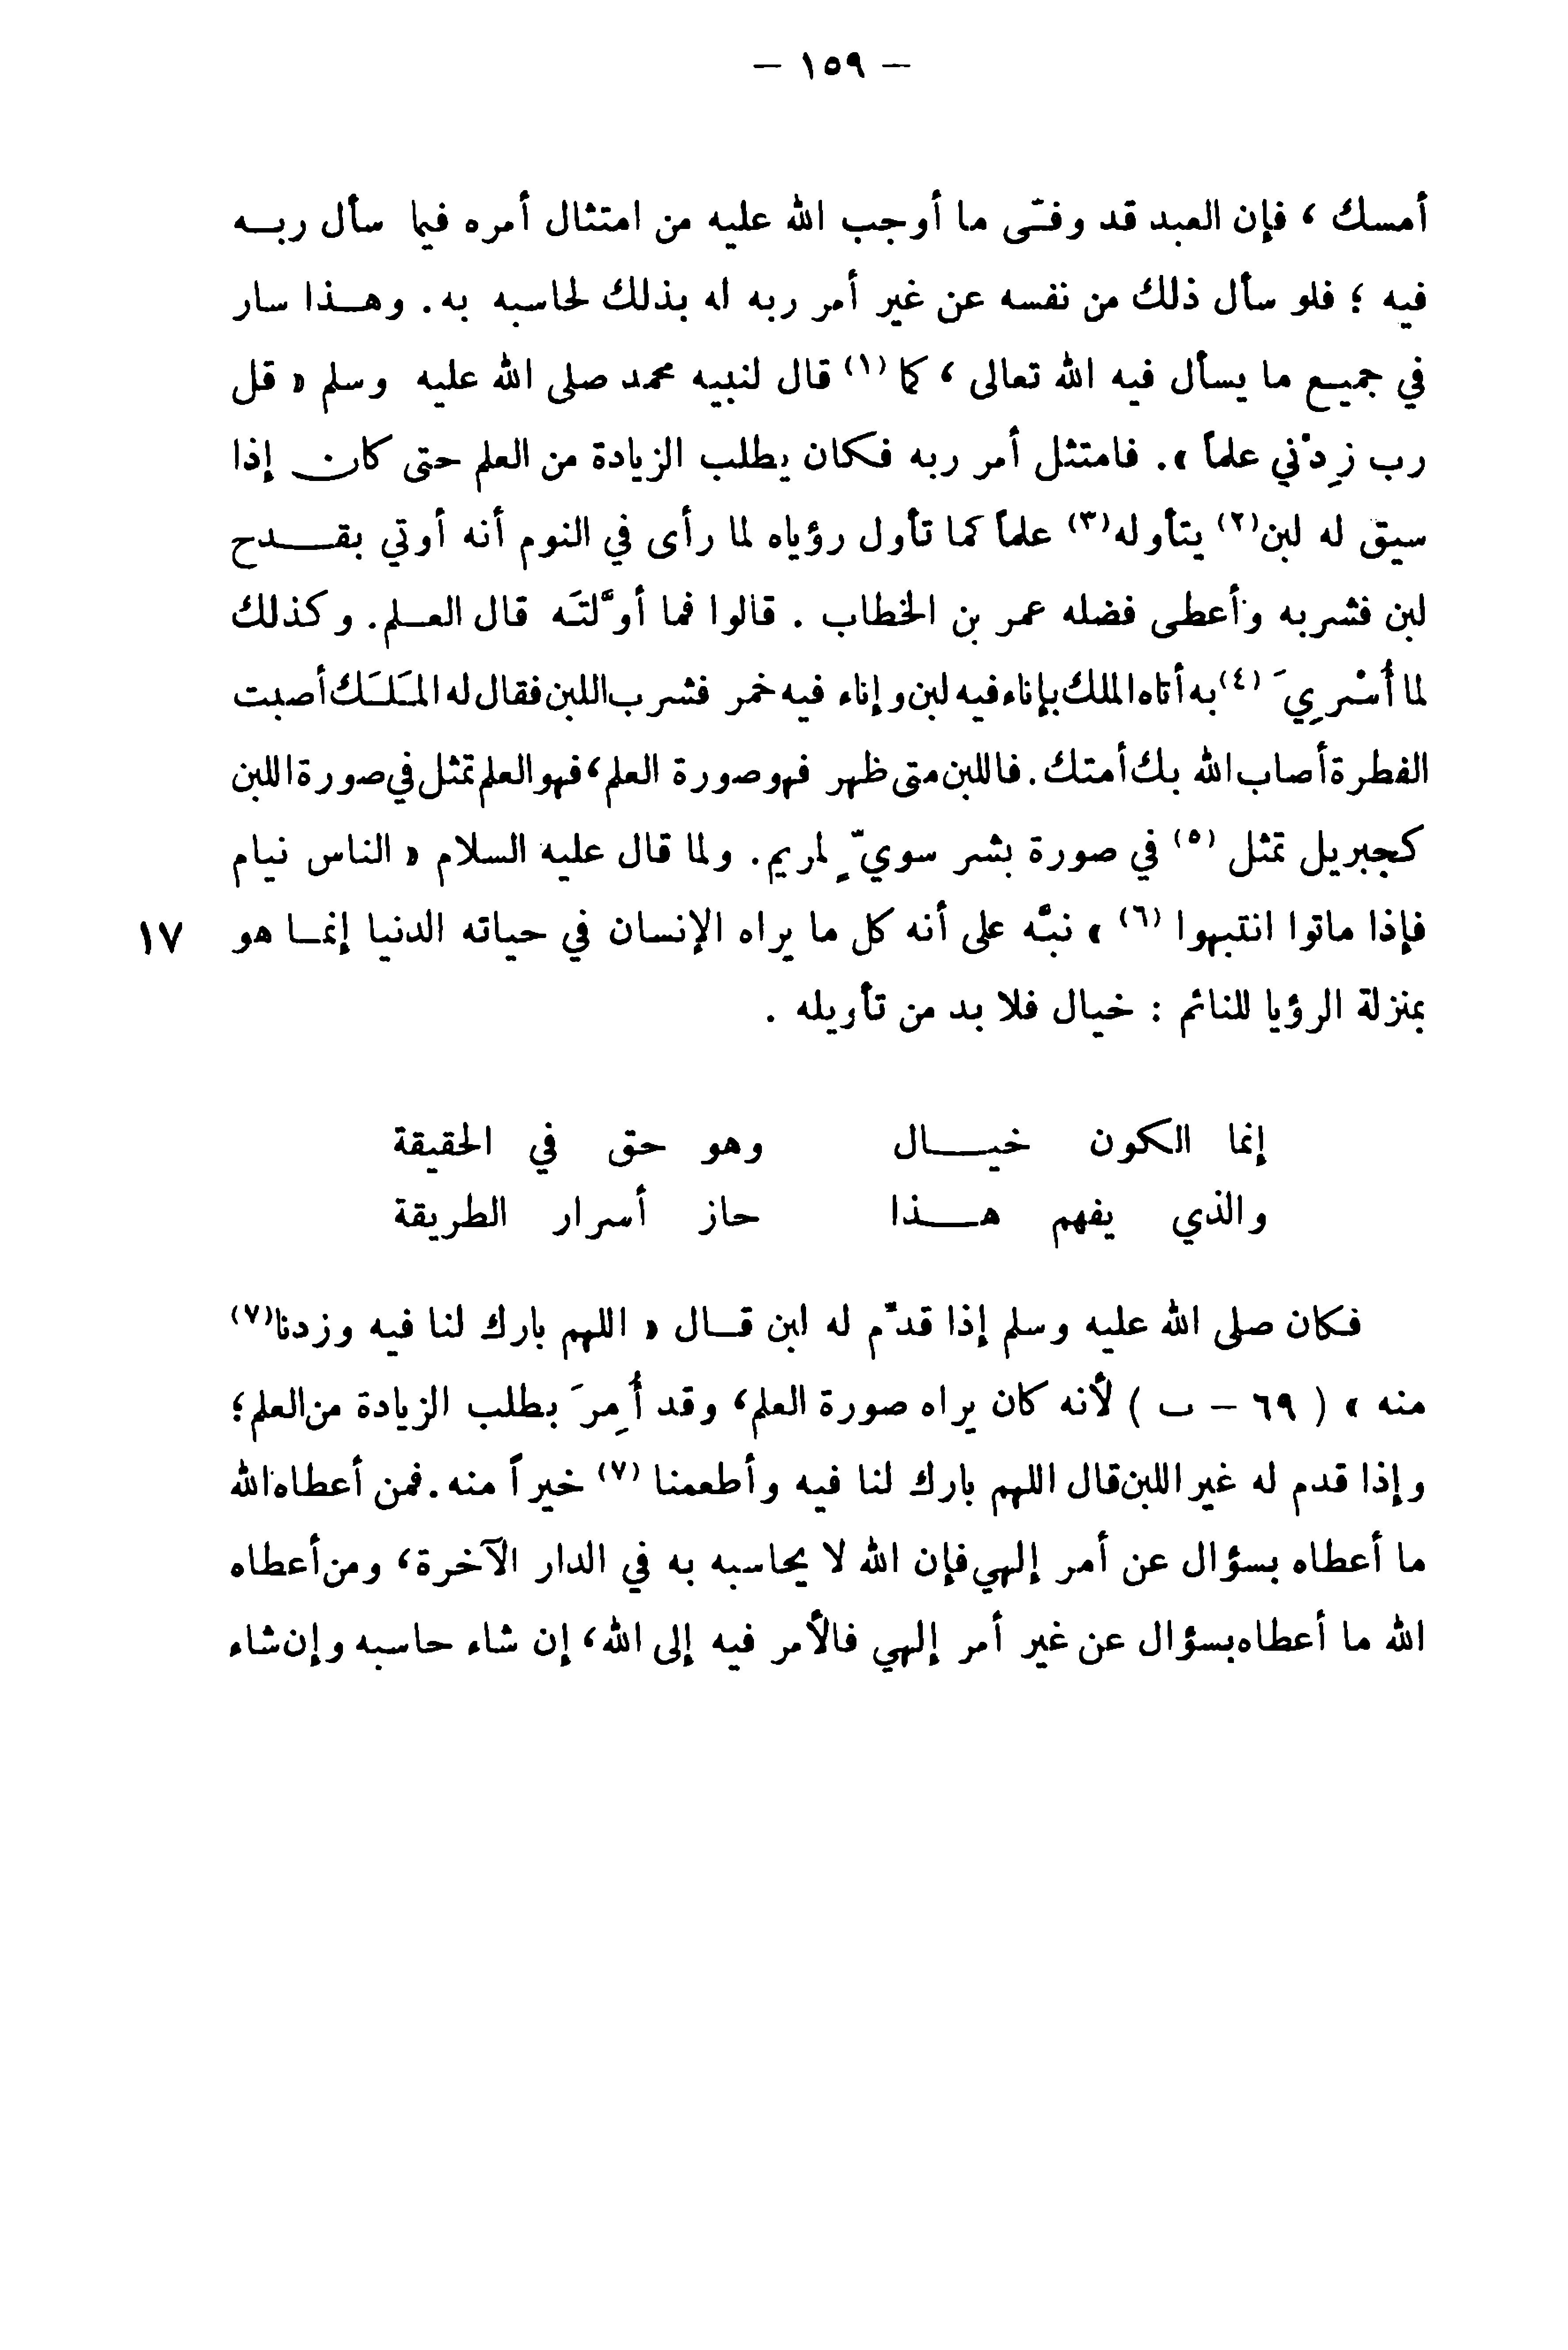 — ١٥٩ —
أمسك ، فإن العبد قد وفَّى ما أوجب الله عليه من امتثال أمره فيما سأل ربـه
فيه ؛ فلو سأل ذلك من نفسه عن غير أمر ربه له بذلك لحاسبه به . وهـذا سار
في جميـع ما يسأل فيه الله تعالى ، كما (١) قال لنبيه محمد صلى الله عليه وسلم « قل
رب زِدْني علماً » . فامتثل أمر ربه فكان يطلب الزيادة من العلم حتى كان إذا
سيق له لبن (٢) يتأوله (٣) علماً كما تأول رؤياه لما رأى في النوم أنه أوتي بقـدح
لبن فشربه وأعطى فضله عمر بن الخطاب . قالوا فما أوَّلتَه قال العـلم . وكذلك
لما أُسْرِيَ (٤) به أتاه الملك بإناء فيه لبن وإناء فيه خمر فشرب اللبن فقال له المَلَك أصبت
الفطرة أصاب الله بك أمتك . فاللبن متى ظهر فهو صورة العلم ، فهو العلم تمثل في صورة اللبن
كجبريل تمثل (٥) في صورة بشر سويٍّ لمريم . ولما قال عليه السلام « الناس نيام
فإذا ماتوا انتبهوا (٦) » نبَّه على أنه كل ما يراه الإنسان في حياته الدنيا إنمـا هو ١٧
بمنزلة الرؤيا للنائم : خيال فلا بد من تأويله .
إنما الكون خيـــال وهو حق في الحقيقة
والذي يفهم هـــذا حاز أسرار الطريقة
فكان صلى الله عليه وسلم إذا قدِّم له لبن قـال « اللهم بارك لنا فيه وزدنا (٧)
منه » ( ٦٩ – ب ) لأنه كان يراه صورة العلم ، وقد أُمِرَ بطلب الزيادة من العلم ؛
وإذا قدم له غير اللبن قال اللهم بارك لنا فيه وأطعمنا (٧) خيراً منه . فمن أعطاه الله
ما أعطاه بسؤال عن أمر إلهي فإن الله لا يحاسبه به في الدار الآخرة ، ومن أعطاه
الله ما أعطاه بسؤال عن غير أمر إلهي فالأمر فيه إلى الله ، إن شاء حاسبه وإن شاء